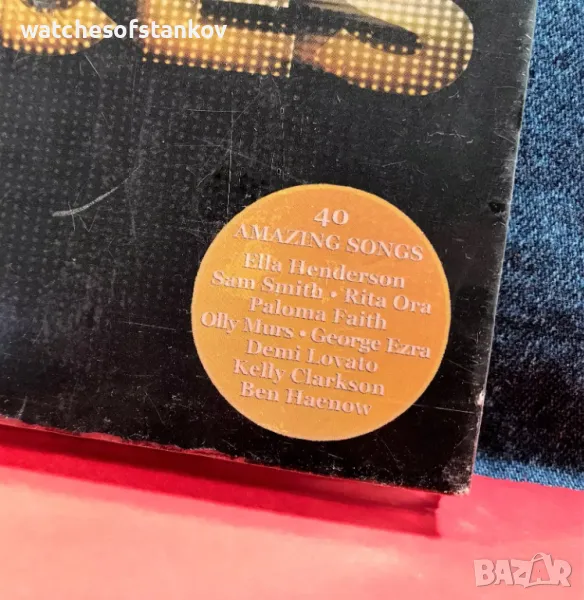 watchesofstankov
40
AMAZING SONGS
Ella Henderson
Sam Smith · Rita Ora
Paloma Faith
Olly Murs · George Ezra
Demi Lovato
Kelly Clarkson
Ben Haenow
BAZAR